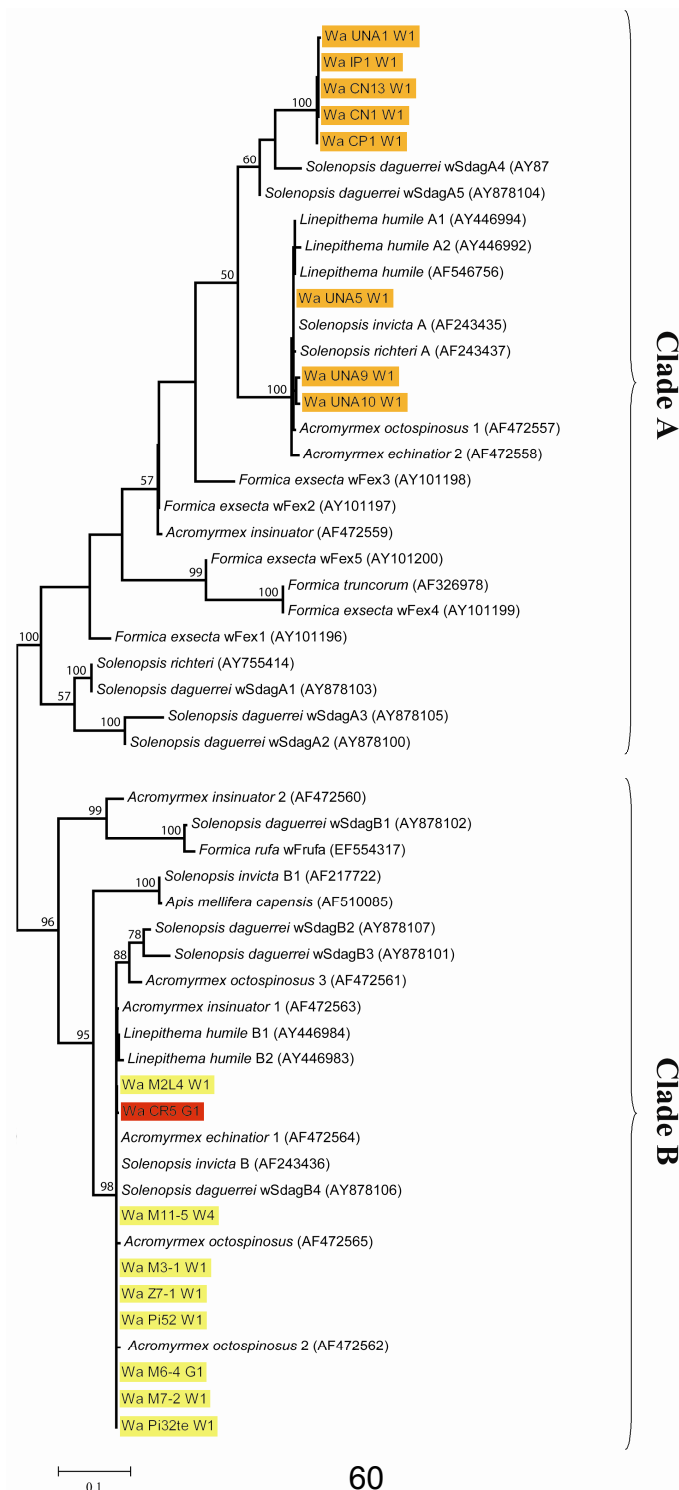 Wa UNA1 W1
Wa IP1 W1
Wa CN13 W1
100
Wa CN1 W1
Wa CP1 W1
60
Solenopsis daguerrei wSdagA4 (AY87
Solenopsis daguerrei wSdagA5 (AY878104)
Linepithema humile A1 (AY446994)
Linepithema humile A2 (AY446992)
50
Linepithema humile (AF546756)
Wa UNA5 W1
Solenopsis invicta A (AF243435)
Solenopsis richteri A (AF243437)
Wa UNA9 W1
100
Wa UNA10 W1
Acromyrmex octospinosus 1 (AF472557)
Acromyrmex echinatior 2 (AF472558)
57
Formica exsecta wFex3 (AY101198)
Formica exsecta wFex2 (AY101197)
Acromyrmex insinuator (AF472559)
Formica exsecta wFex5 (AY101200)
99
Formica truncorum (AF326978)
100
Formica exsecta wFex4 (AY101199)
100
Formica exsecta wFex1 (AY101196)
Solenopsis richteri (AY755414)
100
Solenopsis daguerrei wSdagA1 (AY878103)
57
Solenopsis daguerrei wSdagA3 (AY878105)
100
Solenopsis daguerrei wSdagA2 (AY878100)
Clade A
Acromyrmex insinuator 2 (AF472560)
99
Solenopsis daguerrei wSdagB1 (AY878102)
100
Formica rufa wFrufa (EF554317)
Solenopsis invicta B1 (AF217722)
100
Apis mellifera capensis (AF510085)
96
Solenopsis daguerrei wSdagB2 (AY878107)
78
Solenopsis daguerrei wSdagB3 (AY878101)
88
Acromyrmex octospinosus 3 (AF472561)
Acromyrmex insinuator 1 (AF472563)
95
Linepithema humile B1 (AY446984)
Linepithema humile B2 (AY446983)
Wa M2L4 W1
Wa CR5 G1
Acromyrmex echinatior 1 (AF472564)
Solenopsis invicta B (AF243436)
98
Solenopsis daguerrei wSdagB4 (AY878106)
Wa M11-5 W4
Acromyrmex octospinosus (AF472565)
Wa M3-1 W1
Wa Z7-1 W1
Wa Pi52 W1
Acromyrmex octospinosus 2 (AF472562)
Wa M6-4 G1
Wa M7-2 W1
Wa Pi32te W1
Clade B
0.1
60